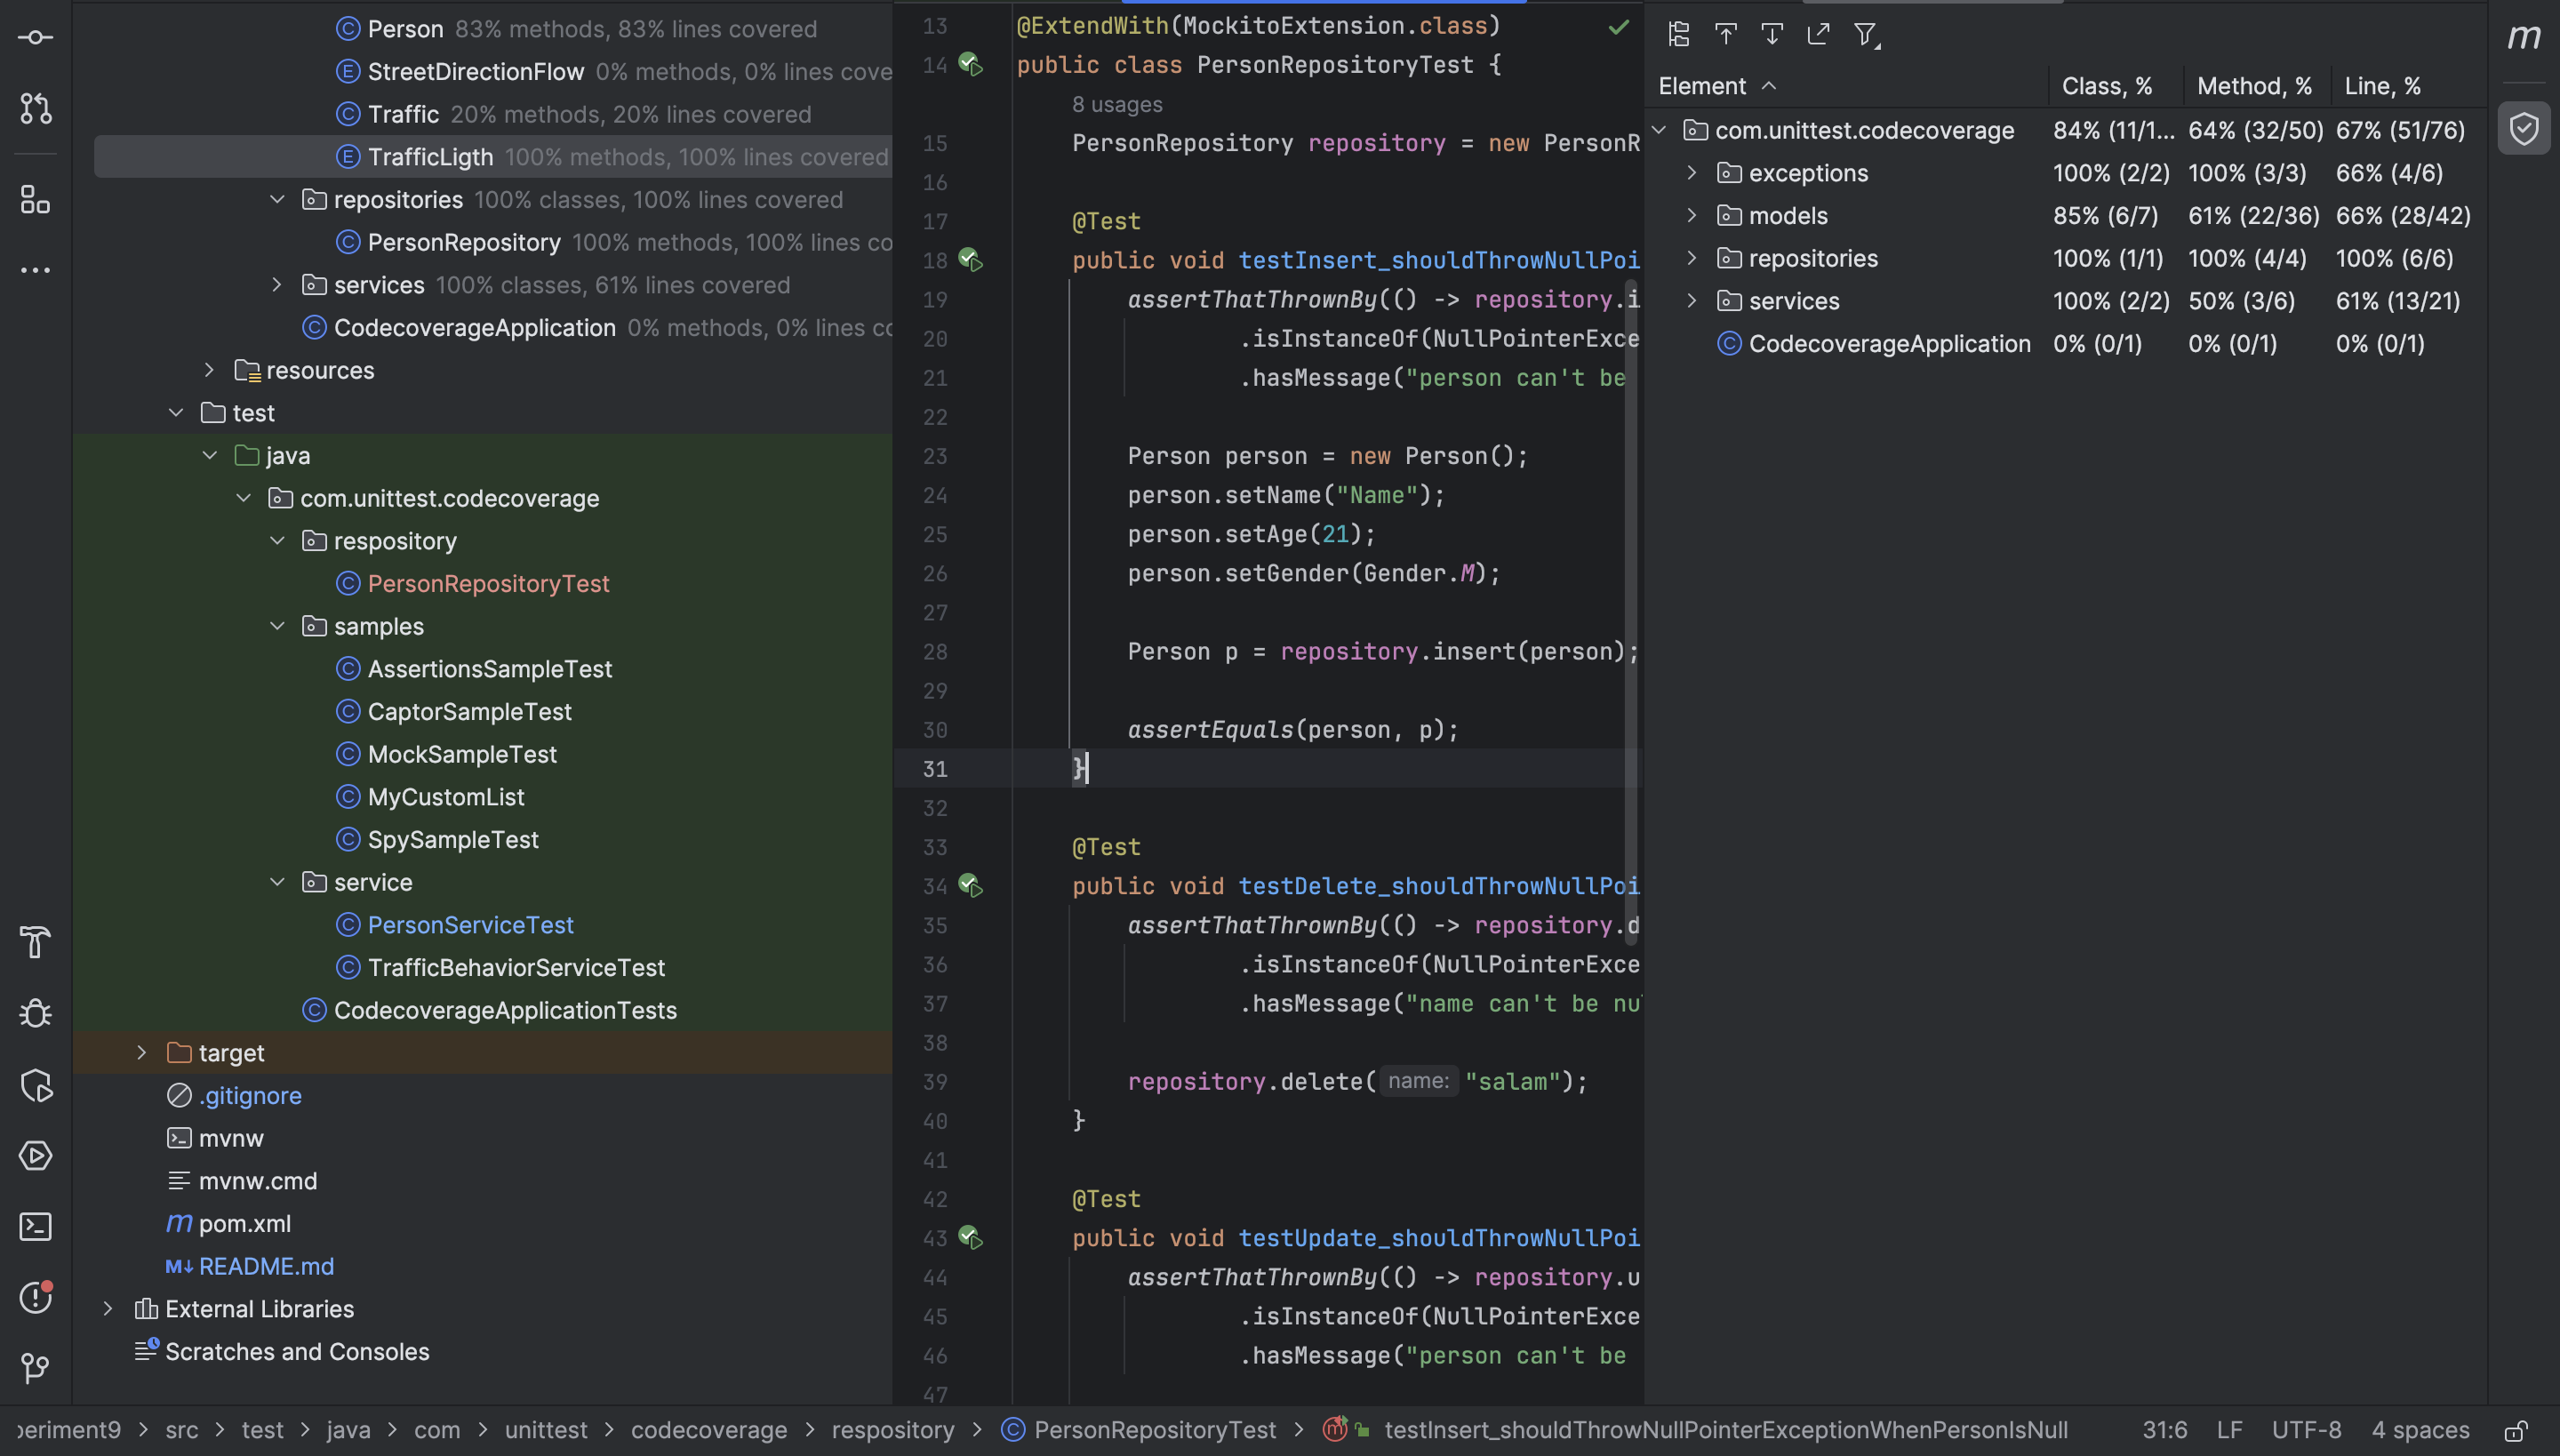 Person 83% methods, 83% lines covered
StreetDirectionFlow 0% methods, 0% lines cove
Traffic 20% methods, 20% lines covered
TrafficLigth 100% methods, 100% lines covered
repositories 100% classes, 100% lines covered
PersonRepository 100% methods, 100% lines co
services 100% classes, 61% lines covered
CodecoverageApplication 0% methods, 0% lines cc
resources
test
java
com.unittest.codecoverage
respository
PersonRepositoryTest
samples
AssertionsSampleTest
CaptorSampleTest
MockSampleTest
MyCustomList
SpySampleTest
service
PersonServiceTest
TrafficBehaviorServiceTest
CodecoverageApplicationTests
target
.gitignore
mvnw
mvnw.cmd
m pom.xml
M↓ README.md
External Libraries
Scratches and Consoles
13 @ExtendWith(MockitoExtension.class)
14 public class PersonRepositoryTest {
8 usages
15 PersonRepository repository = new PersonR
16
17 @Test
18 public void testInsert_shouldThrowNullPoi
19 assertThatThrownBy(() -> repository.i
20 .isInstanceOf(NullPointerExce
21 .hasMessage("person can't be
22
23 Person person = new Person();
24 person.setName("Name");
25 person.setAge(21);
26 person.setGender(Gender.M);
27
28 Person p = repository.insert(person);
29
30 assertEquals(person, p);
31 }
32
33 @Test
34 public void testDelete_shouldThrowNullPoi
35 assertThatThrownBy(() -> repository.d
36 .isInstanceOf(NullPointerExce
37 .hasMessage("name can't be nu
38
39 repository.delete( name: "salam");
40 }
41
42 @Test
43 public void testUpdate_shouldThrowNullPoi
44 assertThatThrownBy(() -> repository.u
45 .isInstanceOf(NullPointerExce
46 .hasMessage("person can't be
47
Element Class, % Method, % Line, %
com.unittest.codecoverage 84% (11/1... 64% (32/50) 67% (51/76)
exceptions 100% (2/2) 100% (3/3) 66% (4/6)
models 85% (6/7) 61% (22/36) 66% (28/42)
repositories 100% (1/1) 100% (4/4) 100% (6/6)
services 100% (2/2) 50% (3/6) 61% (13/21)
CodecoverageApplication 0% (0/1) 0% (0/1) 0% (0/1)
m
periment9 > src > test > java > com > unittest > codecoverage > respository > PersonRepositoryTest > testInsert_shouldThrowNullPointerExceptionWhenPersonIsNull 31:6 LF UTF-8 4 spaces